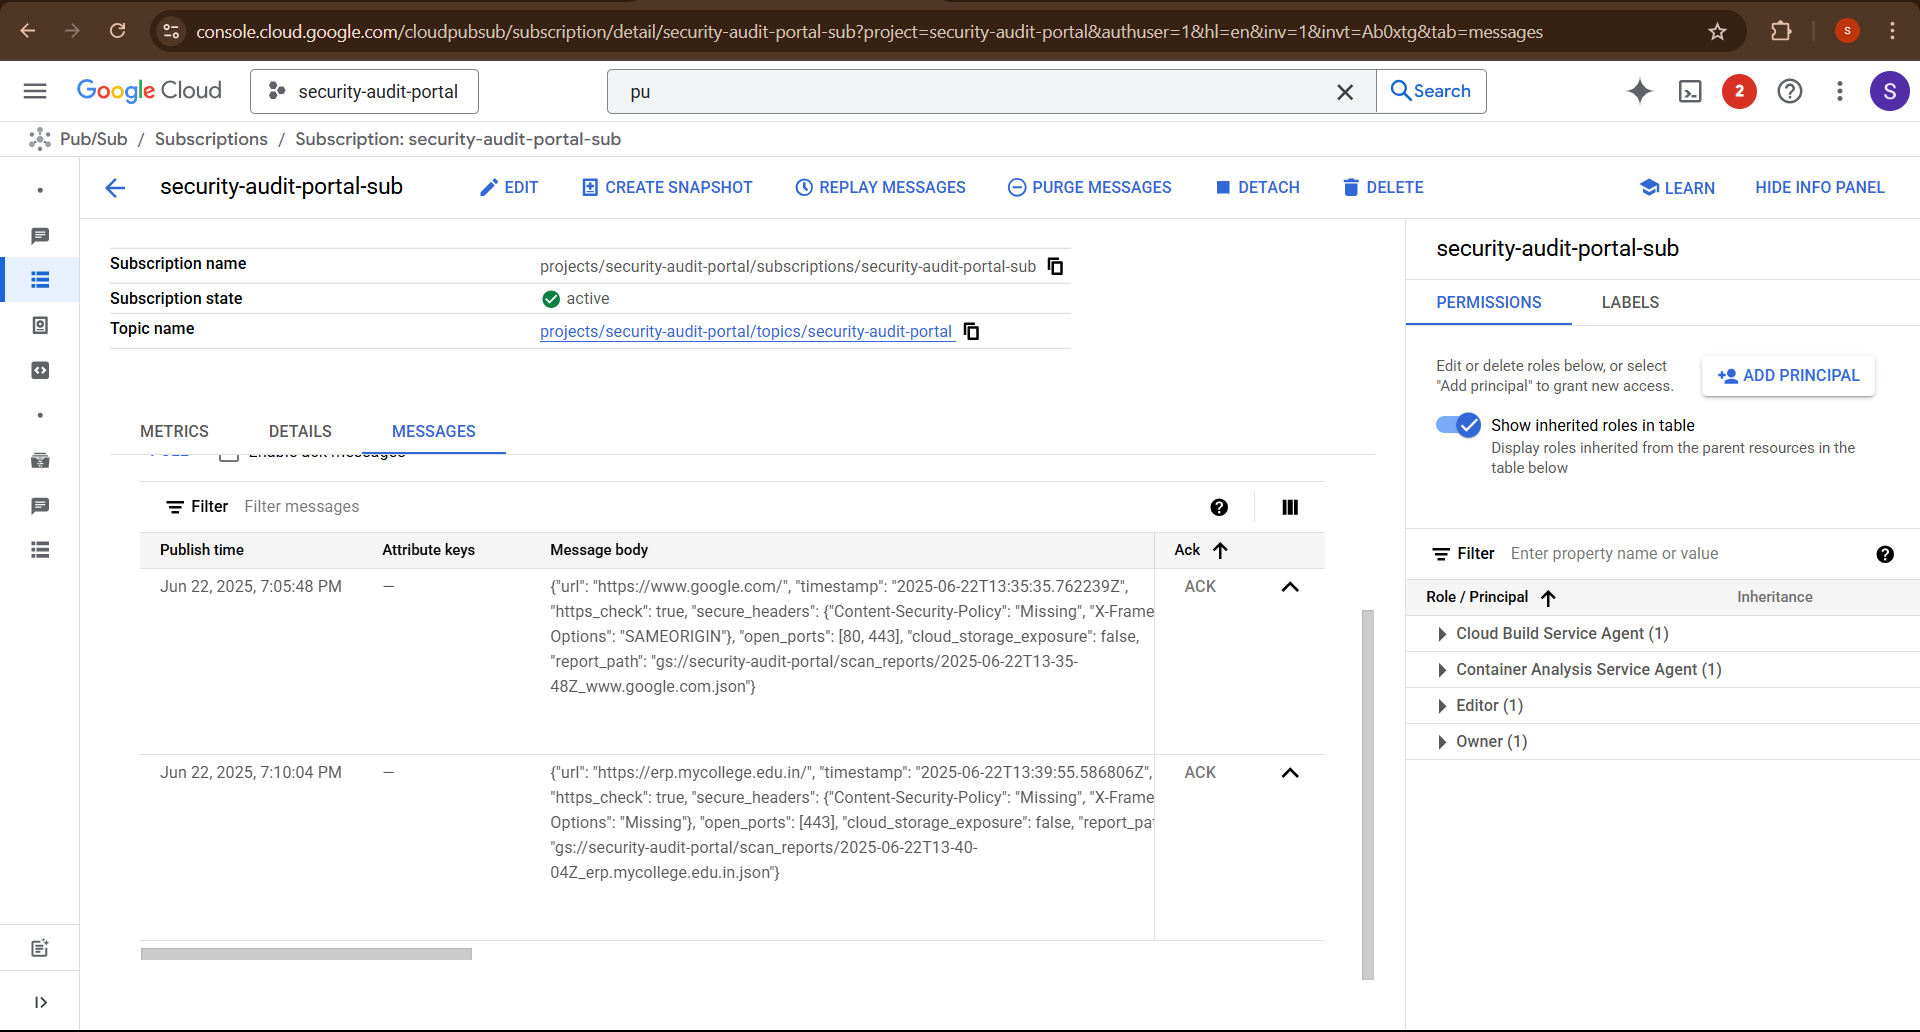 console.cloud.google.com/cloudpubsub/subscription/detail/security-audit-portal-sub?project=security-audit-portal&authuser=1&hl=en&inv=1&invt=Ab0xtg&tab=messages
S
Google Cloud
security-audit-portal
pu
Search
2
S
Pub/Sub / Subscriptions / Subscription: security-audit-portal-sub
security-audit-portal-sub
EDIT
CREATE SNAPSHOT
REPLAY MESSAGES
PURGE MESSAGES
DETACH
DELETE
LEARN
HIDE INFO PANEL
Subscription name
projects/security-audit-portal/subscriptions/security-audit-portal-sub
Subscription state
active
Topic name
projects/security-audit-portal/topics/security-audit-portal
METRICS
DETAILS
MESSAGES
Enable ack messages
Filter Filter messages
Publish time
Attribute keys
Message body
Ack
Jun 22, 2025, 7:05:48 PM
—
{"url": "https://www.google.com/", "timestamp": "2025-06-22T13:35:35.762239Z",
"https_check": true, "secure_headers": {"Content-Security-Policy": "Missing", "X-Frame
Options": "SAMEORIGIN"}, "open_ports": [80, 443], "cloud_storage_exposure": false,
"report_path": "gs://security-audit-portal/scan_reports/2025-06-22T13-35-
48Z_www.google.com.json"}
ACK
Jun 22, 2025, 7:10:04 PM
—
{"url": "https://erp.mycollege.edu.in/", "timestamp": "2025-06-22T13:39:55.586806Z",
"https_check": true, "secure_headers": {"Content-Security-Policy": "Missing", "X-Frame
Options": "Missing"}, "open_ports": [443], "cloud_storage_exposure": false, "report_pat
"gs://security-audit-portal/scan_reports/2025-06-22T13-40-
04Z_erp.mycollege.edu.in.json"}
ACK
security-audit-portal-sub
PERMISSIONS
LABELS
Edit or delete roles below, or select
"Add principal" to grant new access.
ADD PRINCIPAL
Show inherited roles in table
Display roles inherited from the parent resources in the
table below
Filter Enter property name or value
Role / Principal
Inheritance
Cloud Build Service Agent (1)
Container Analysis Service Agent (1)
Editor (1)
Owner (1)